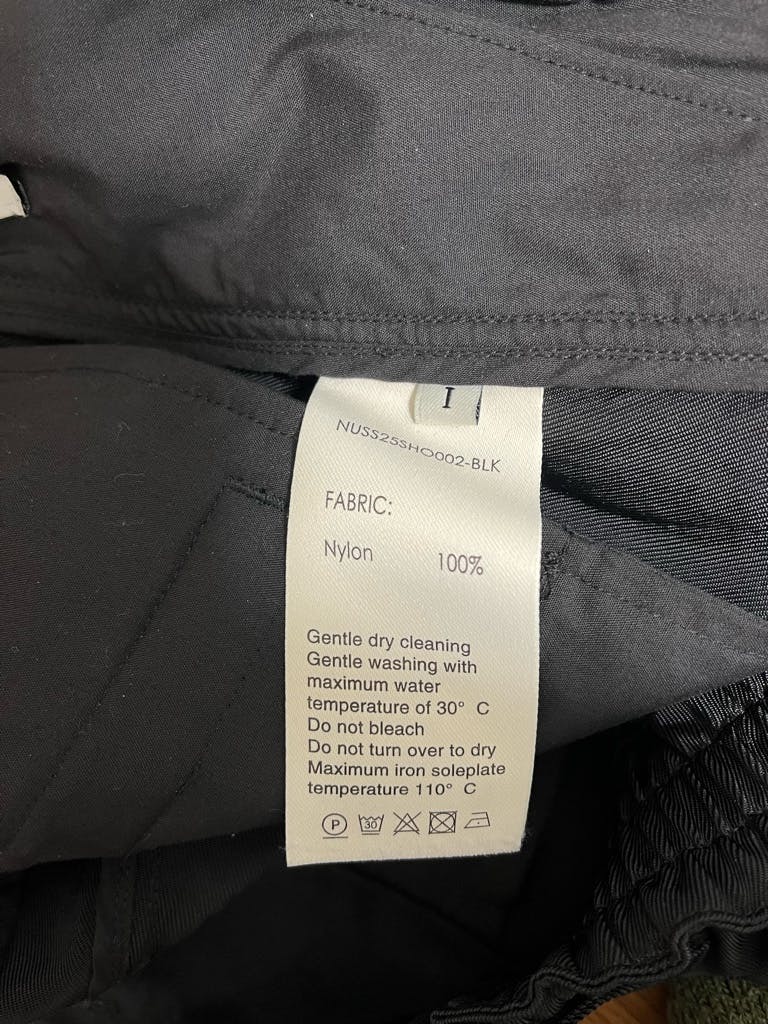 I
NUSS25SHO002-BLK
FABRIC:
Nylon 100%
Gentle dry cleaning
Gentle washing with
maximum water
temperature of 30° C
Do not bleach
Do not turn over to dry
Maximum iron soleplate
temperature 110° C
P 30